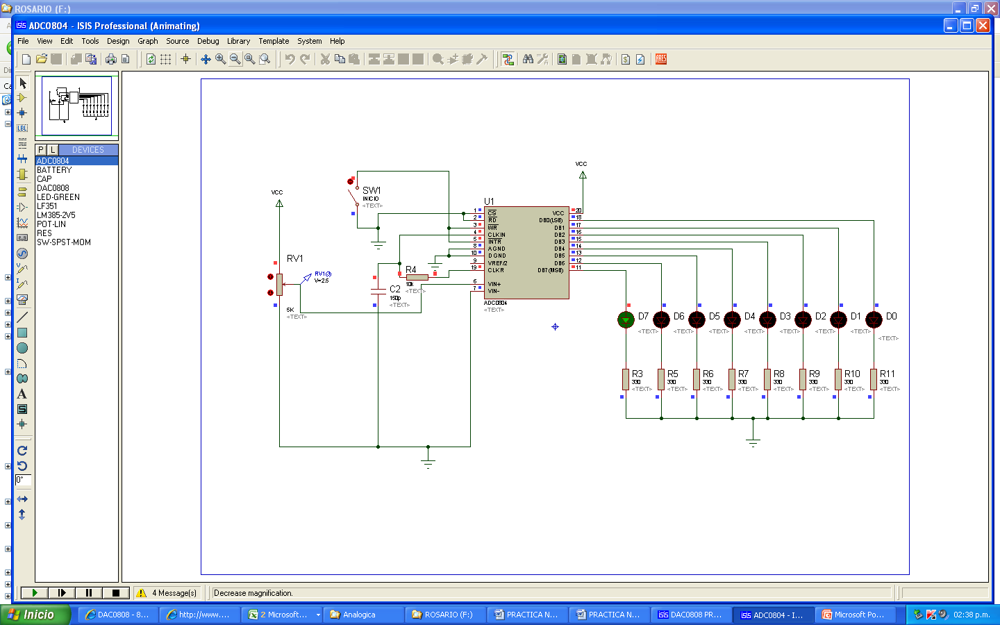 ROSARIO (F:)
ISIS ADC0804 - ISIS Professional (Animating)
File View Edit Tools Design Graph Source Debug Library Template System Help
ARES
LBL
P L DEVICES
ADC0804
BATTERY
CAP
DAC0808
LED-GREEN
LF351
LM385-2V5
POT-LIN
RES
SW-SPST-MOM
A
S
0°
VCC
RV1
5K
<TEXT>
RV1(3)
V=2.5
SW1
INICIO
<TEXT>
C2
150p
<TEXT>
R4
10k
<TEXT>
VCC
U1
1 CS VCC 20
2 RD DB0(LSB) 18
3 WR DB1 17
4 CLKIN DB2 16
5 INTR DB3 15
8 AGND DB4 14
10 DGND DB5 13
9 VREF/2 DB6 12
19 CLKR DB7(MSB) 11
6 VIN+
7 VIN-
ADC0804
<TEXT>
D7 D6 D5 D4 D3 D2 D1 D0
<TEXT> <TEXT> <TEXT> <TEXT> <TEXT> <TEXT> <TEXT> <TEXT>
R3 R5 R6 R7 R8 R9 R10 R11
330 330 330 330 330 330 330 330
<TEXT> <TEXT> <TEXT> <TEXT> <TEXT> <TEXT> <TEXT> <TEXT>
4 Message(s) Decrease magnification.
Inicio DAC0808 - 8... http://www.... 2 Microsoft... Analogica ROSARIO (F:) PRACTICA N... PRACTICA N... DAC0808 PR... ADC0804 - I... Microsoft Po... 02:38 p.m.